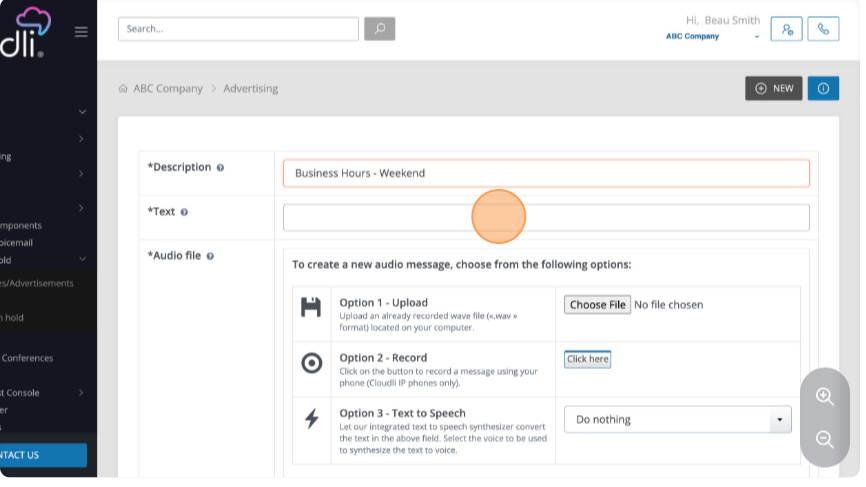 dli.
Search...
Hi, Beau Smith
ABC Company
ABC Company > Advertising
NEW
ing
mponents
oicemail
old
es/Advertisements
n hold
Conferences
t Console
er
s
NTACT US
*Description
Business Hours - Weekend
*Text
*Audio file
To create a new audio message, choose from the following options:
Option 1 - Upload
Upload an already recorded wave file («.wav »
format) located on your computer.
Choose File No file chosen
Option 2 - Record
Click on the button to record a message using your
phone (Cloudli IP phones only).
Click here
Option 3 - Text to Speech
Let our integrated text to speech synthesizer convert
the text in the above field. Select the voice to be used
to synthesize the text to voice.
Do nothing